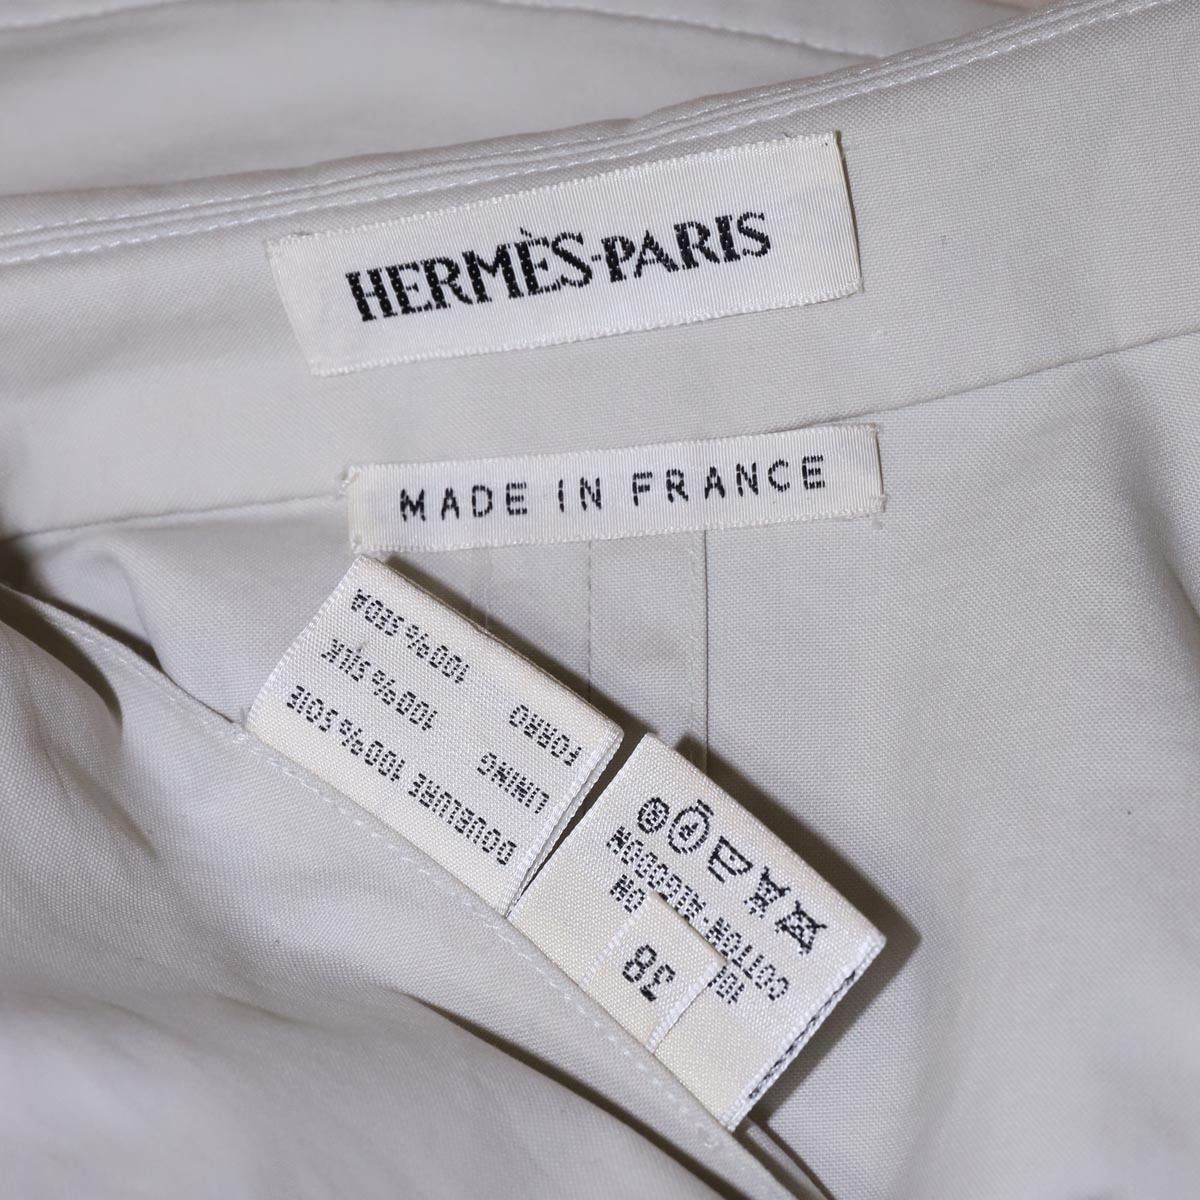 HERMÈS-PARIS
MADE IN FRANCE
DOUBLURE 100% SOIE
LINING 100% SILK
FORRO 100% SEDA
COTTON-ALGODON
38